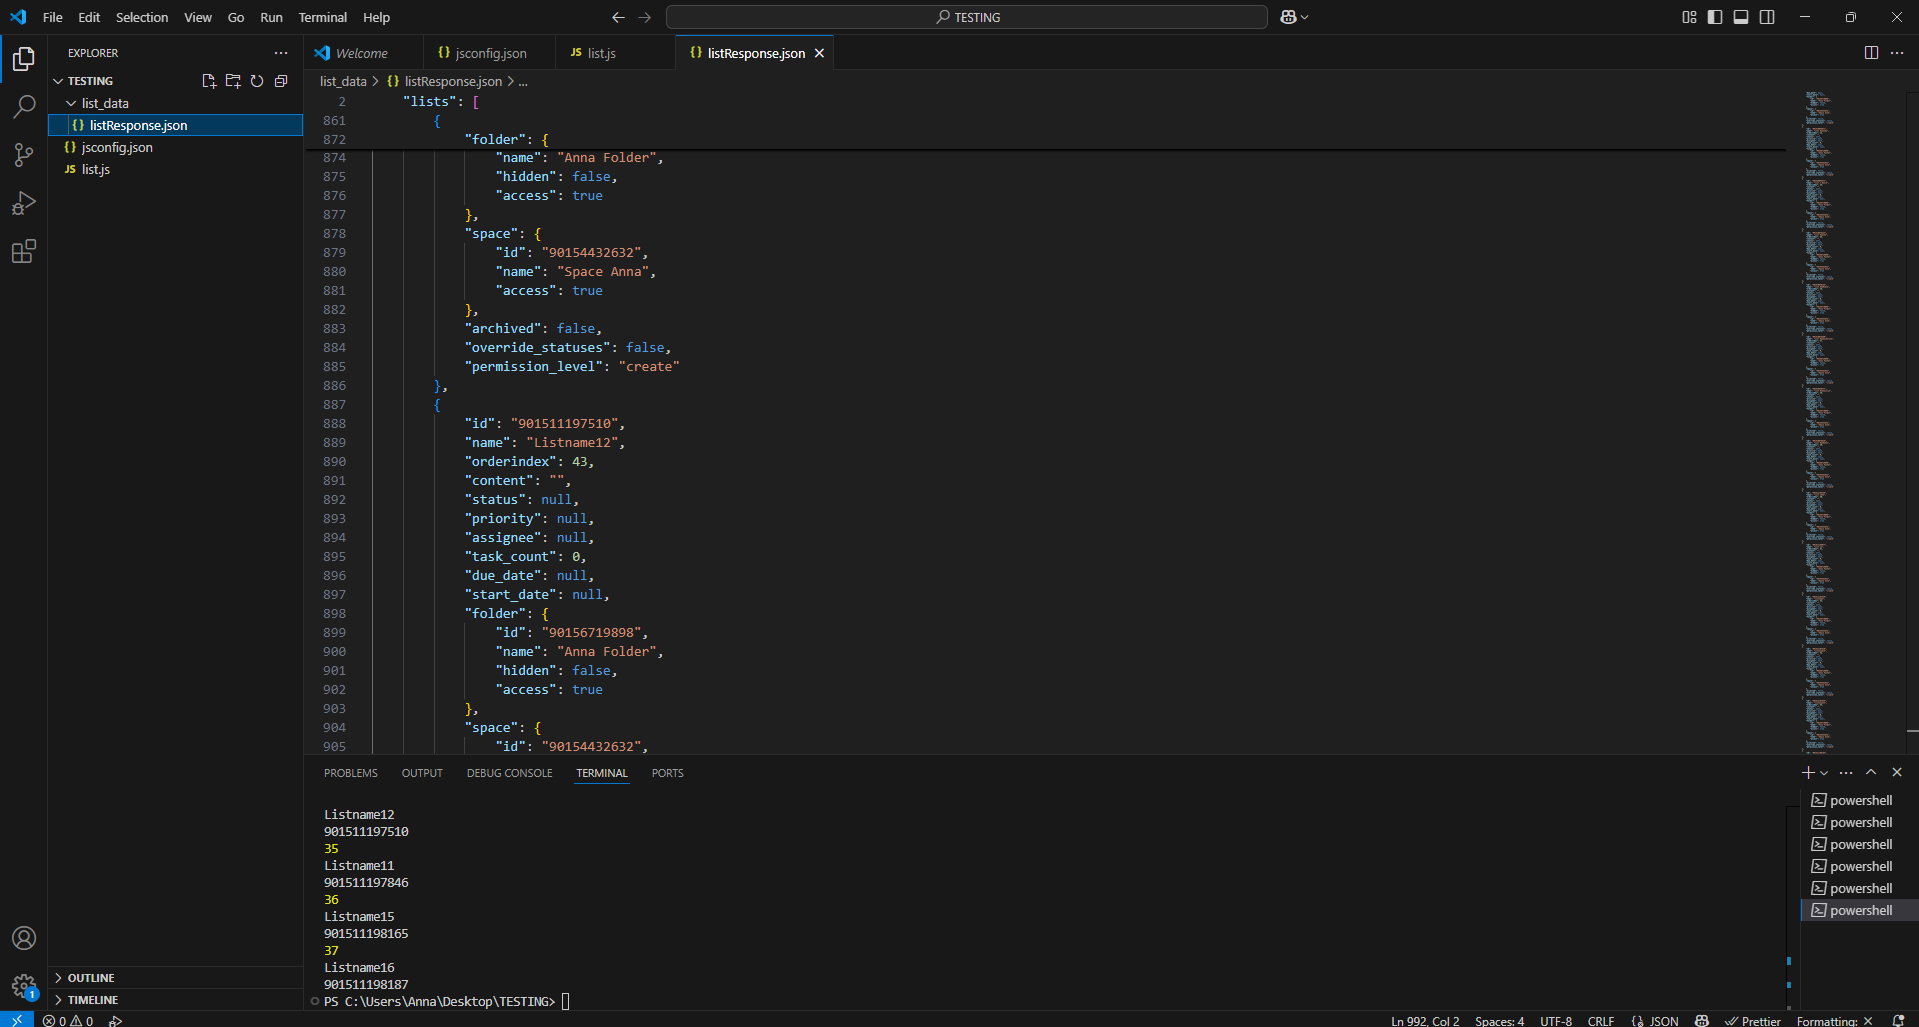 File Edit Selection View Go Run Terminal Help
TESTING
EXPLORER
TESTING
list_data
{} listResponse.json
{} jsconfig.json
JS list.js
OUTLINE
TIMELINE
Welcome
{} jsconfig.json
JS list.js
{} listResponse.json
list_data > {} listResponse.json > ...
2 "lists": [
861 {
872 "folder": {
874 "name": "Anna Folder",
875 "hidden": false,
876 "access": true
877 },
878 "space": {
879 "id": "90154432632",
880 "name": "Space Anna",
881 "access": true
882 },
883 "archived": false,
884 "override_statuses": false,
885 "permission_level": "create"
886 },
887 {
888 "id": "901511197510",
889 "name": "Listname12",
890 "orderindex": 43,
891 "content": "",
892 "status": null,
893 "priority": null,
894 "assignee": null,
895 "task_count": 0,
896 "due_date": null,
897 "start_date": null,
898 "folder": {
899 "id": "90156719898",
900 "name": "Anna Folder",
901 "hidden": false,
902 "access": true
903 },
904 "space": {
905 "id": "90154432632",
PROBLEMS OUTPUT DEBUG CONSOLE TERMINAL PORTS
Listname12
901511197510
35
Listname11
901511197846
36
Listname15
901511198165
37
Listname16
901511198187
PS C:\Users\Anna\Desktop\TESTING>
powershell
powershell
powershell
powershell
powershell
powershell
1
0 0
Ln 992, Col 2 Spaces: 4 UTF-8 CRLF {} JSON Prettier Formatting: ×